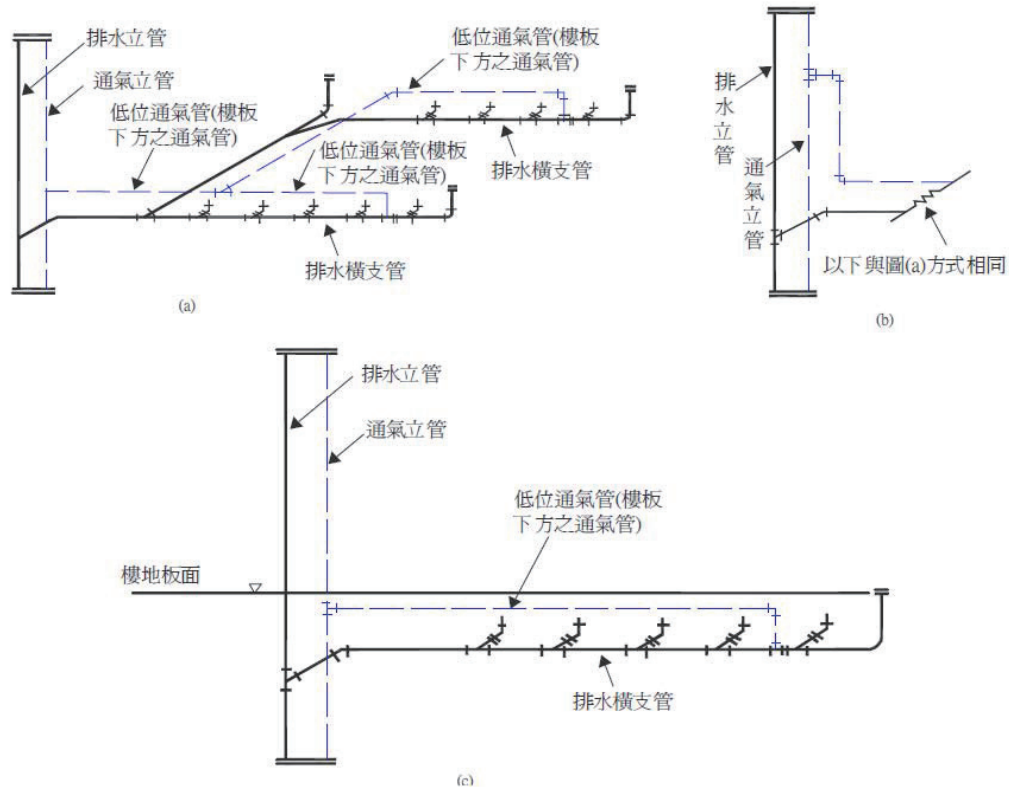 排水立管
通氣立管
低位通氣管(樓板
下方之通氣管)
低位通氣管(樓板
下方之通氣管)
低位通氣管(樓板
下方之通氣管)
排水橫支管
排水橫支管
(a)
排水立管
通氣立管
以下與圖(a)方式相同
(b)
排水立管
通氣立管
低位通氣管(樓板
下方之通氣管)
樓地板面
排水橫支管
(c)